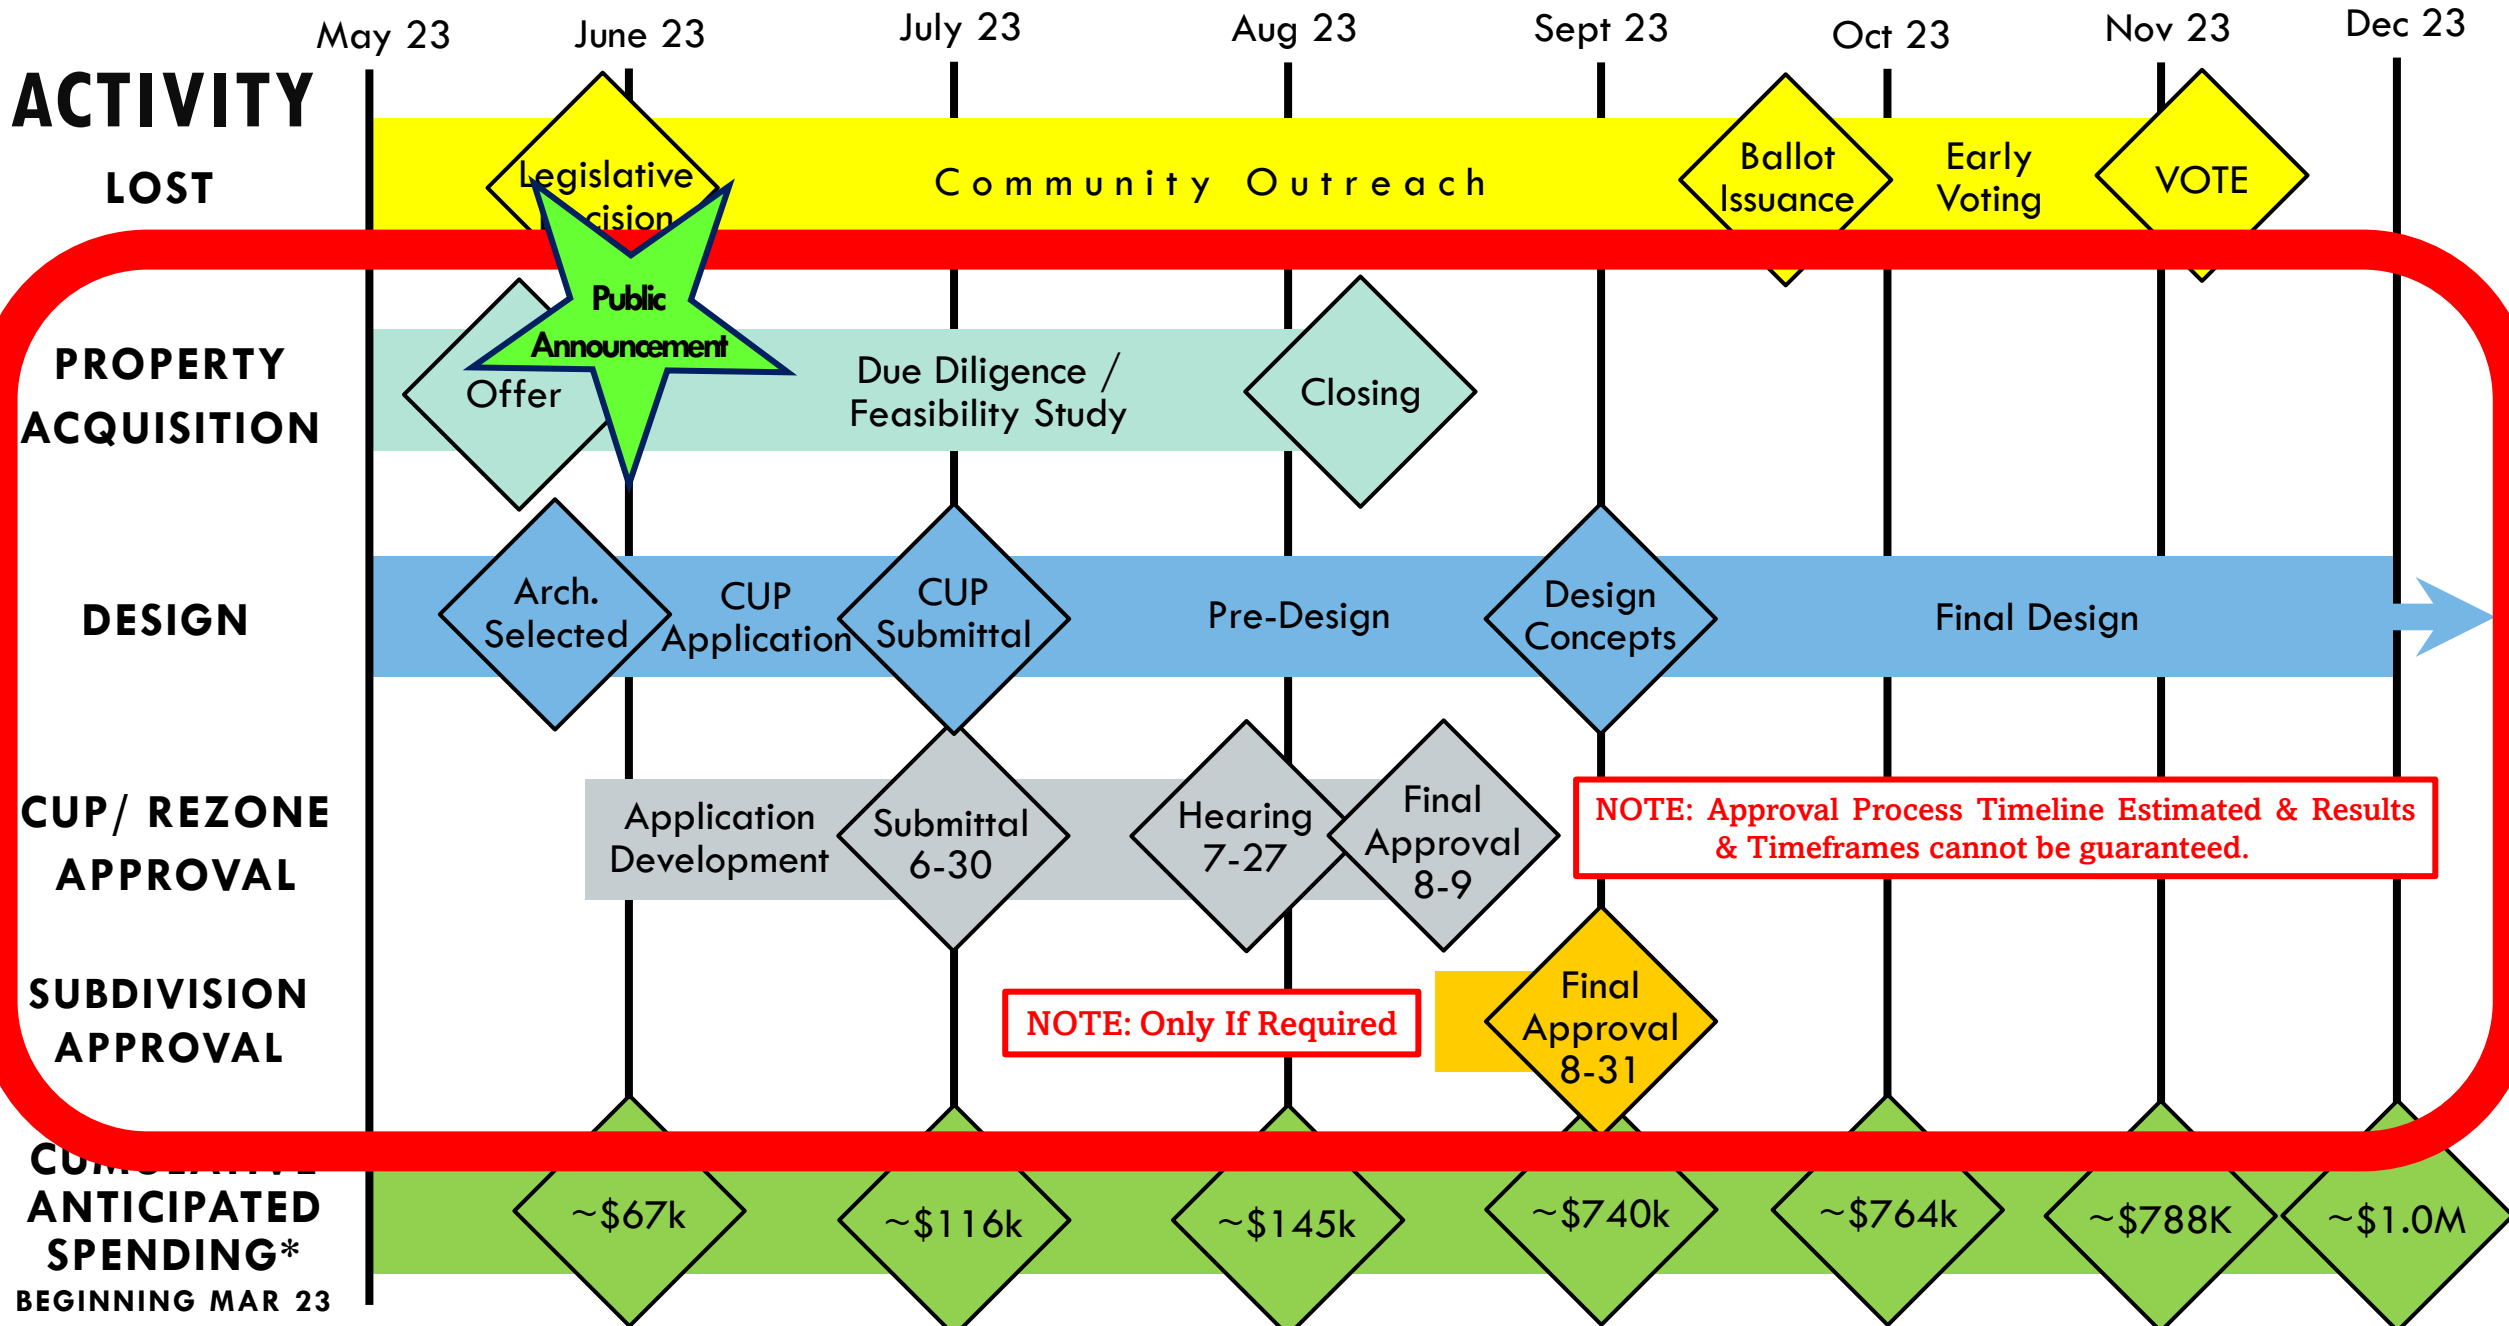 May 23
June 23
July 23
Aug 23
Sept 23
Oct 23
Nov 23
Dec 23
ACTIVITY
LOST
Legislative
cision
Community Outreach
Ballot
Issuance
Early
Voting
VOTE
Public
Announcement
PROPERTY
ACQUISITION
Offer
Due Diligence /
Feasibility Study
Closing
DESIGN
Arch.
Selected
CUP
Application
CUP
Submittal
Pre-Design
Design
Concepts
Final Design
CUP/ REZONE
APPROVAL
Application
Development
Submittal
6-30
Hearing
7-27
Final
Approval
8-9
NOTE: Approval Process Timeline Estimated & Results
& Timeframes cannot be guaranteed.
SUBDIVISION
APPROVAL
NOTE: Only If Required
Final
Approval
8-31
CUMULATIVE
ANTICIPATED
SPENDING*
BEGINNING MAR 23
~$67k
~$116k
~$145k
~$740k
~$764k
~$788K
~$1.0M